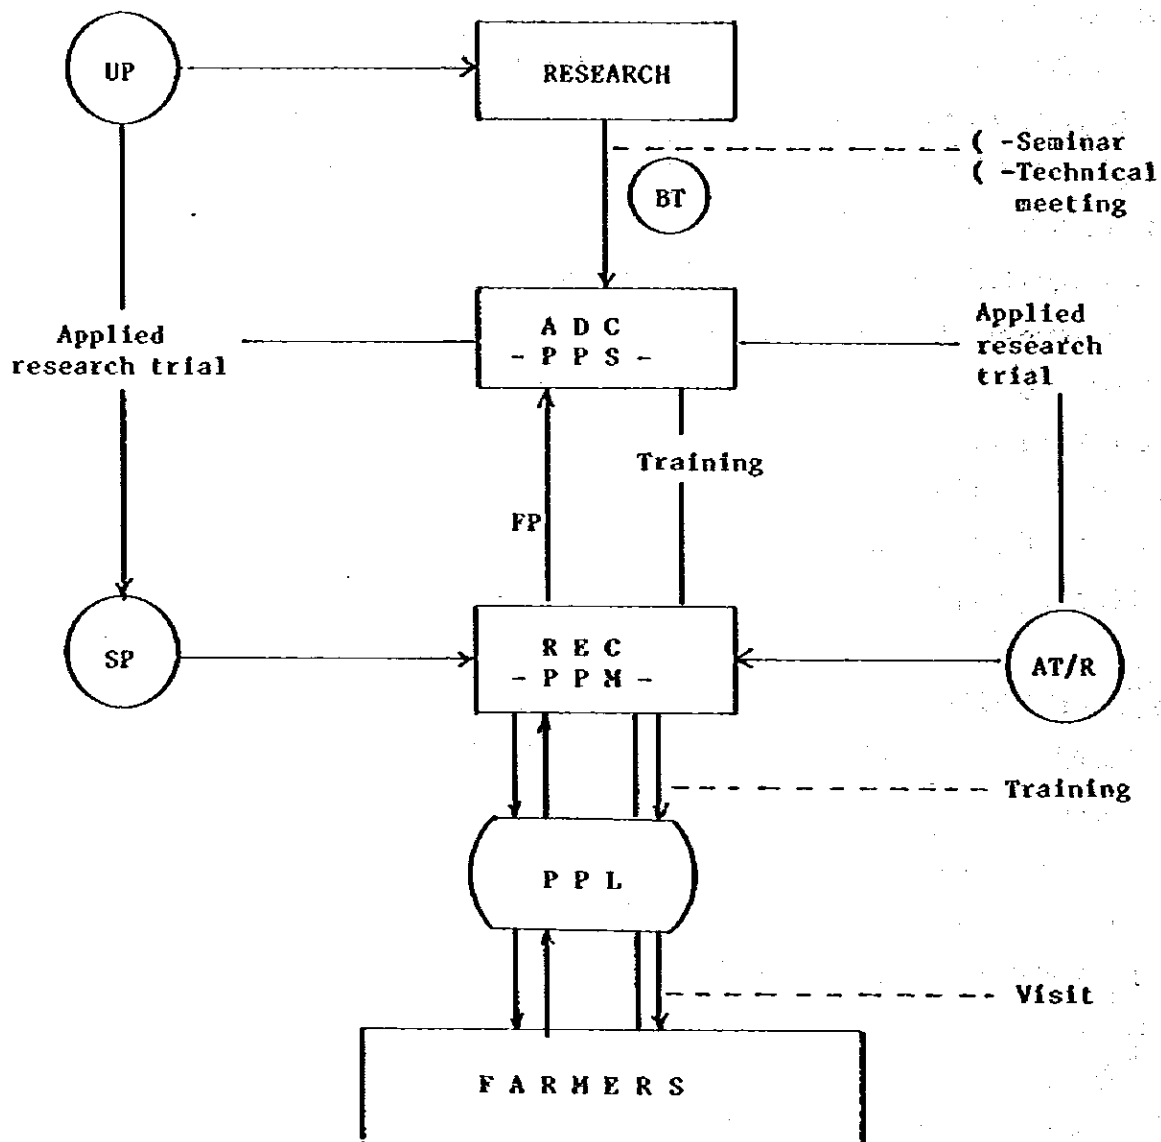 UP
RESEARCH
( -Seminar
( -Technical
meeting
BT
A D C
- P P S -
Applied
research trial
Applied
research
trial
Training
FP
SP
R E C
- P P M -
AT/R
Training
P P L
Visit
F A R M E R S